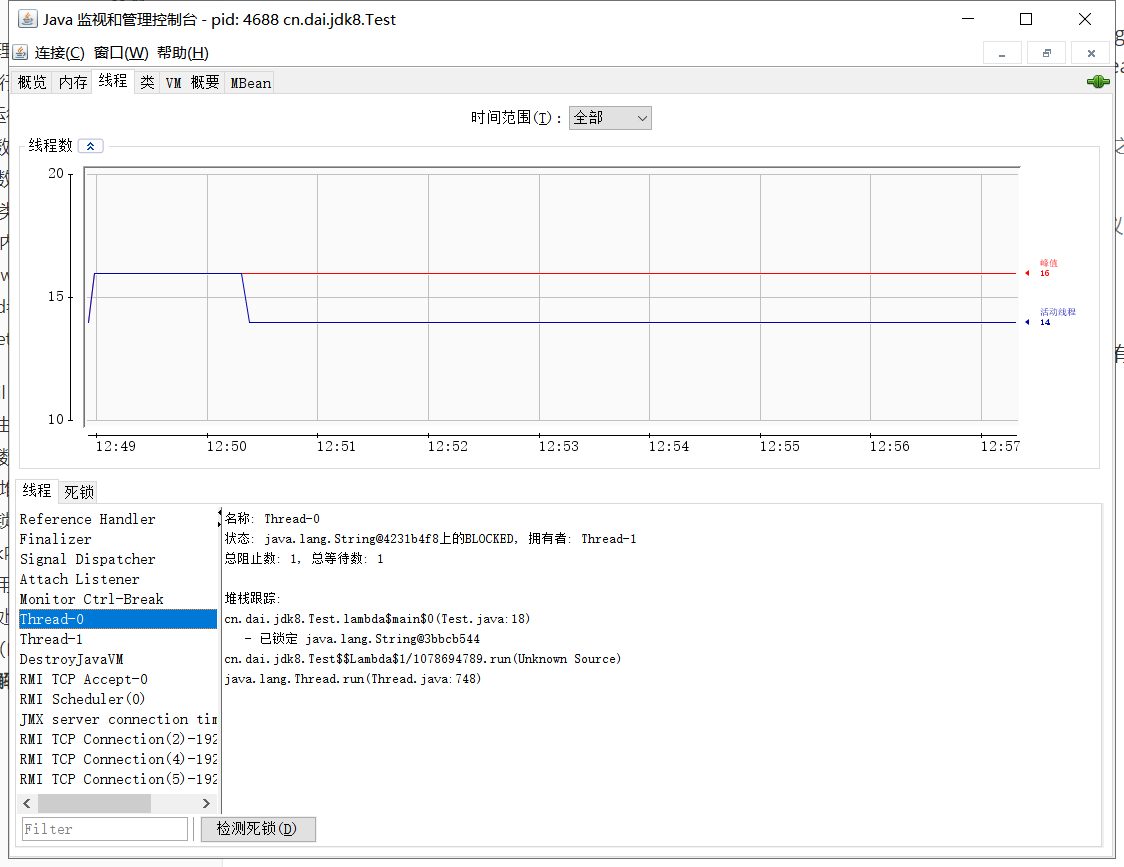 Java 监视和管理控制台 - pid: 4688 cn.dai.jdk8.Test
连接(C) 窗口(W) 帮助(H)
概览 内存 线程 类 VM 概要 MBean
时间范围(T)： 全部
线程数
20
15
10
峰值
16
活动线程
14
12:49 12:50 12:51 12:52 12:53 12:54 12:55 12:56 12:57
线程 死锁
Reference Handler
Finalizer
Signal Dispatcher
Attach Listener
Monitor Ctrl-Break
Thread-0
Thread-1
DestroyJavaVM
RMI TCP Accept-0
RMI Scheduler(0)
JMX server connection tim
RMI TCP Connection(2)-192
RMI TCP Connection(4)-192
RMI TCP Connection(5)-192
名称: Thread-0
状态: java.lang.String@4231b4f8上的BLOCKED, 拥有者: Thread-1
总阻止数: 1, 总等待数: 1
堆栈跟踪:
cn.dai.jdk8.Test.lambda$main$0(Test.java:18)
- 已锁定 java.lang.String@3bbcb544
cn.dai.jdk8.Test$$Lambda$1/1078694789.run(Unknown Source)
java.lang.Thread.run(Thread.java:748)
Filter
检测死锁(D)